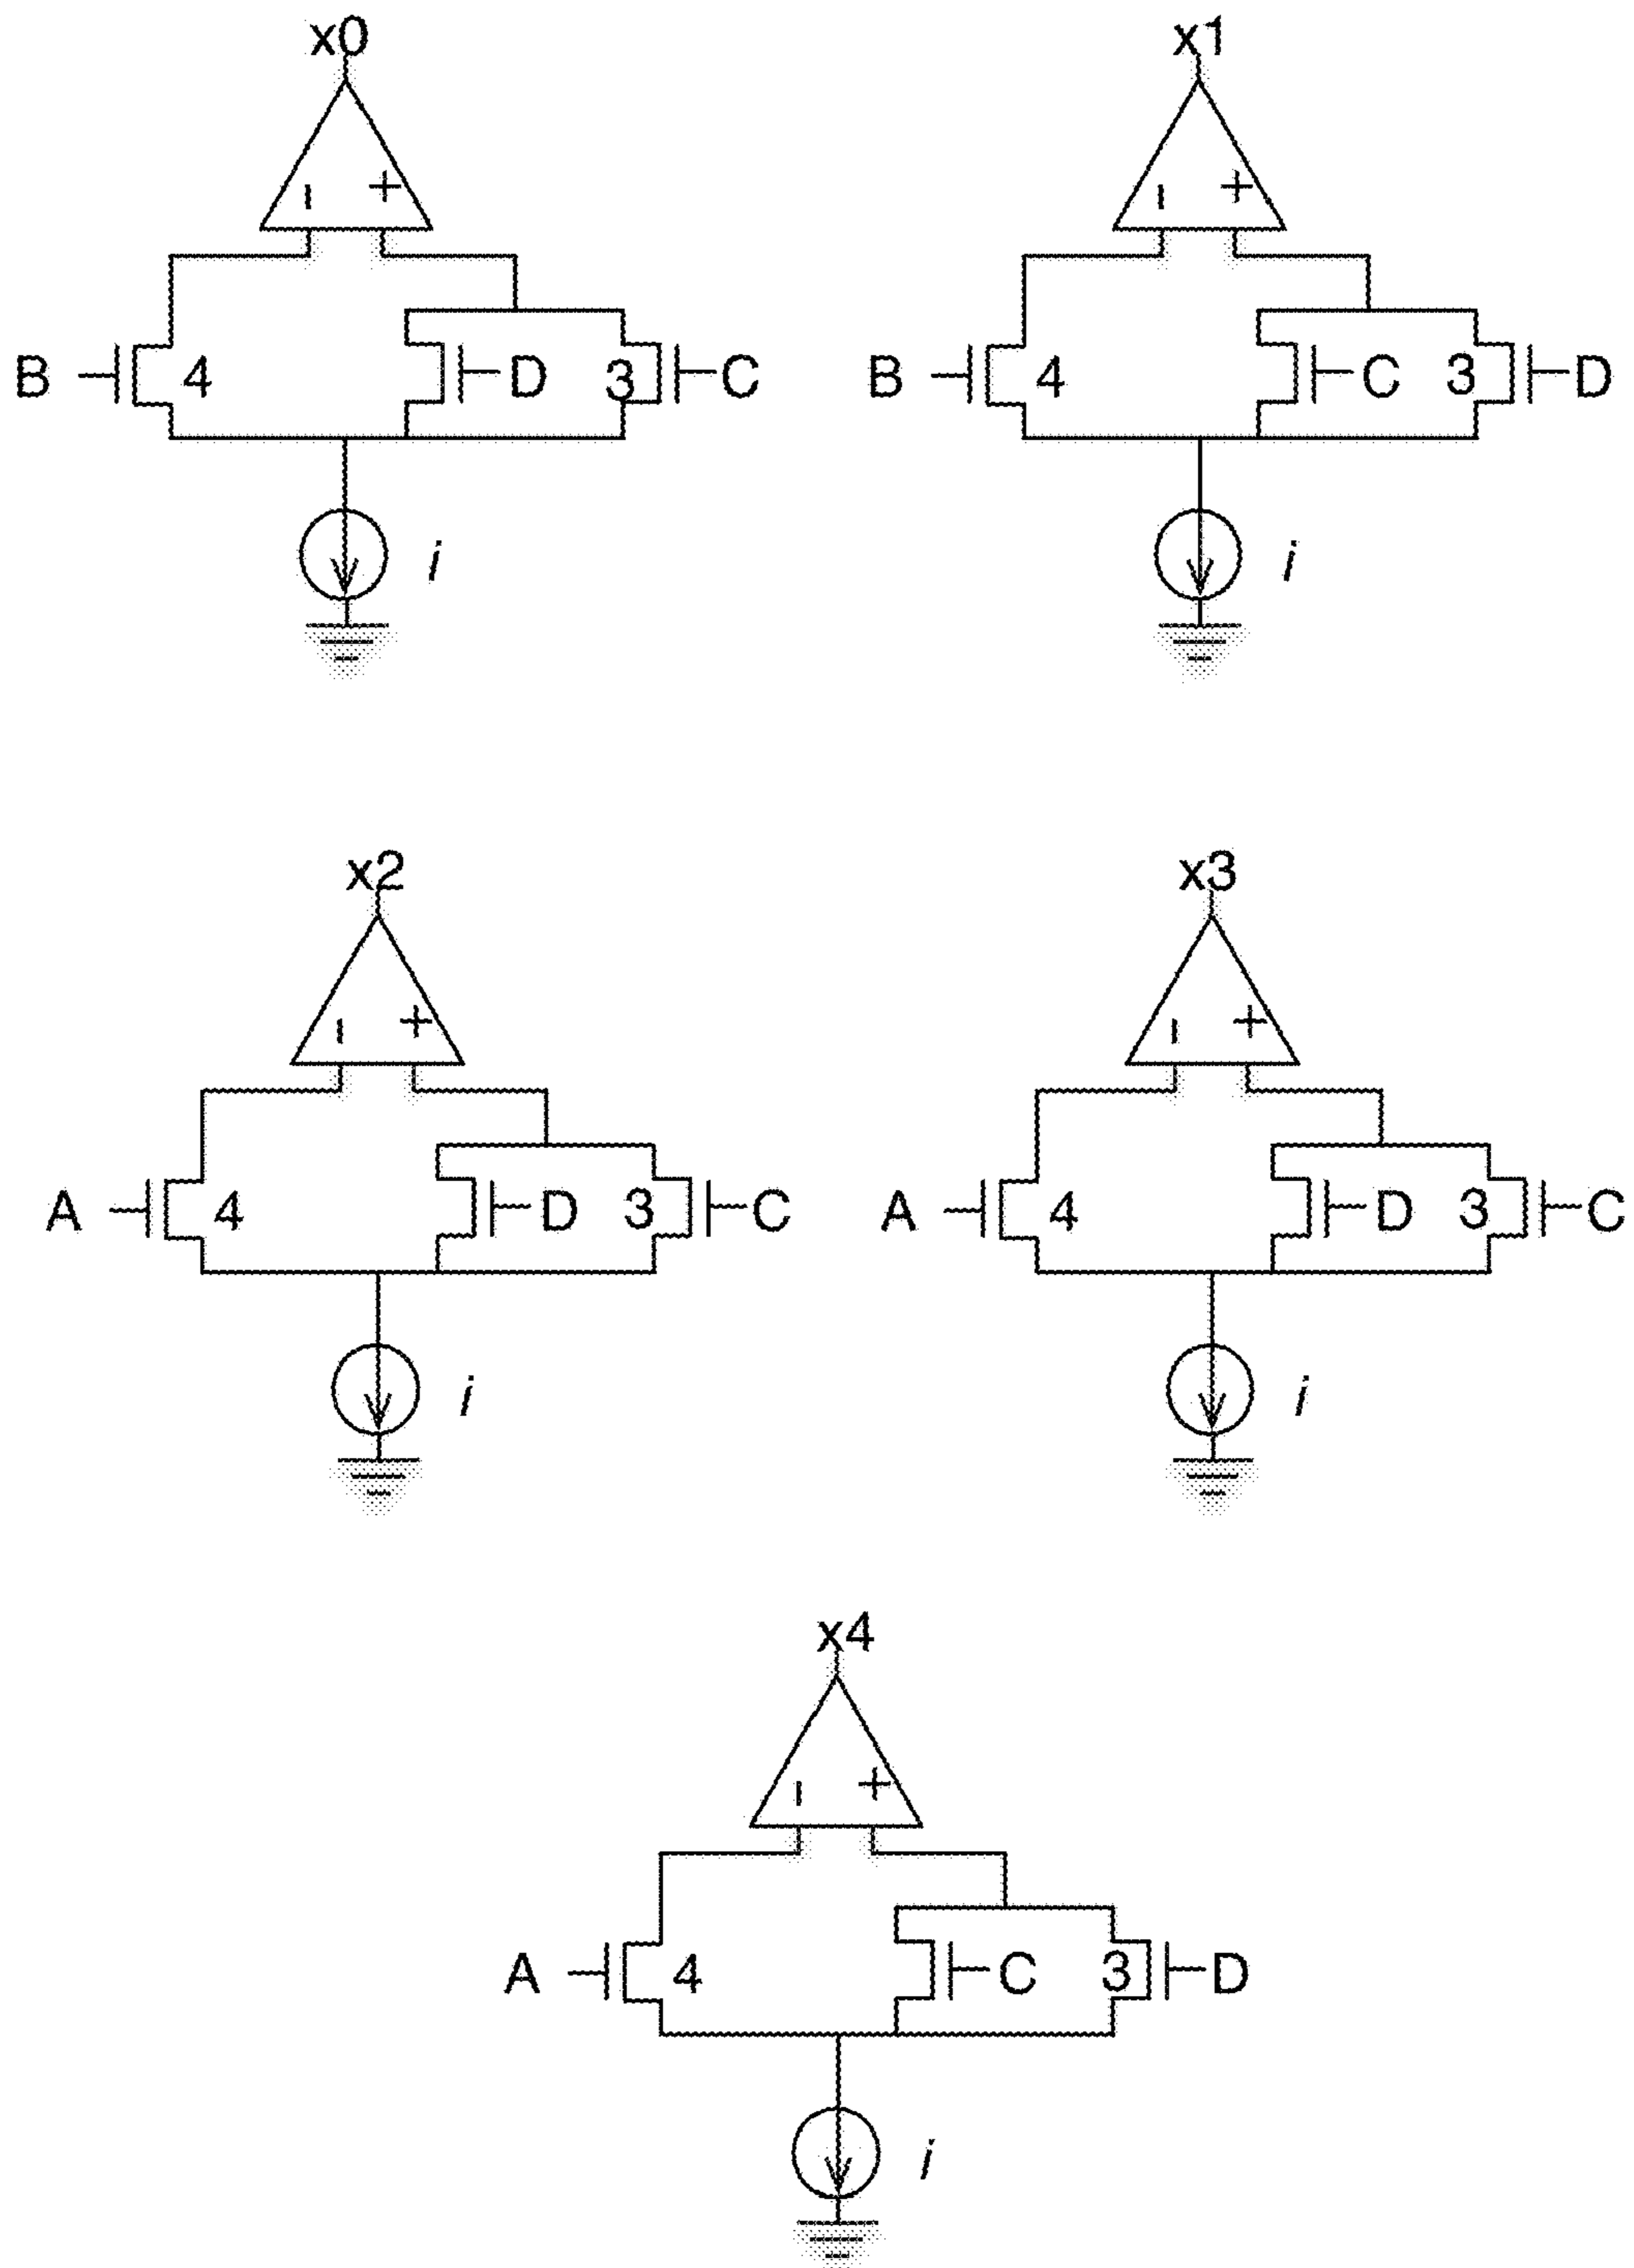 x0 x1
- + - +
B 4 D 3 C B 4 C 3 D
i i
x2 x3
- + - +
A 4 D 3 C A 4 D 3 C
i i
x4
- +
A 4 C 3 D
i